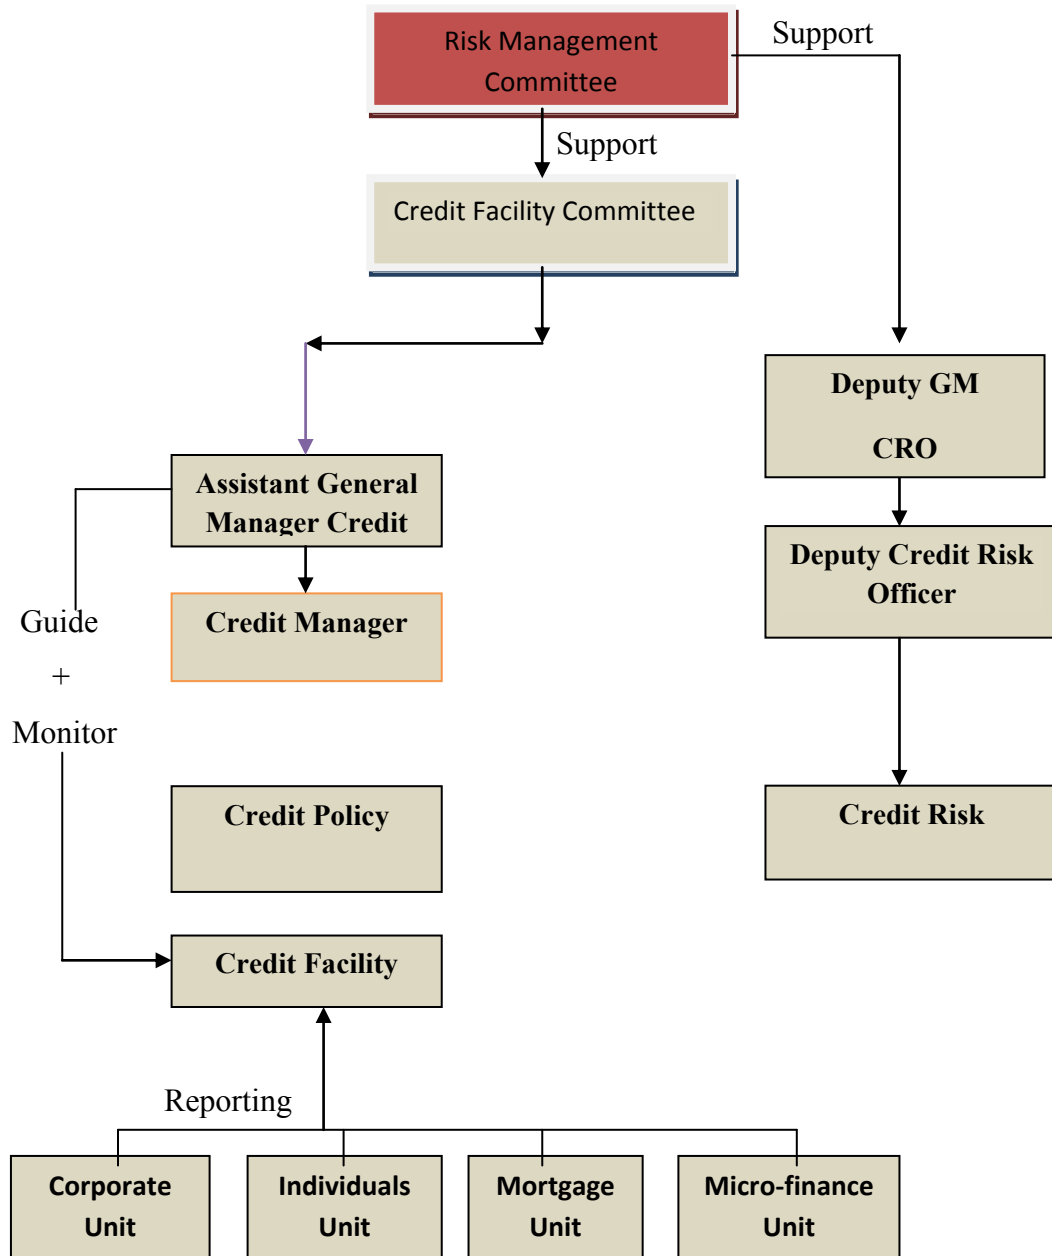 Risk Management
Committee
Support
Support
Credit Facility Committee
Deputy GM
CRO
Assistant General
Manager Credit
Deputy Credit Risk
Officer
Credit Manager
Guide
+
Monitor
Credit Policy
Credit Risk
Credit Facility
Reporting
Corporate
Unit
Individuals
Unit
Mortgage
Unit
Micro-finance
Unit